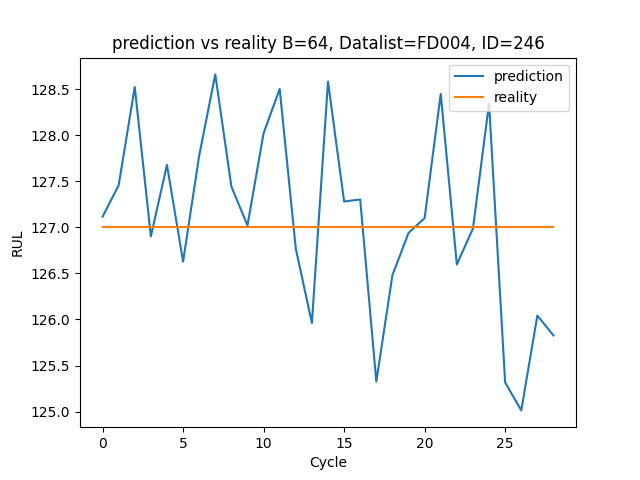 prediction vs reality B=64, Datalist=FD004, ID=246
prediction
reality
128.5
128.0
127.5
127.0
126.5
126.0
125.5
125.0
RUL
0 5 10 15 20 25
Cycle